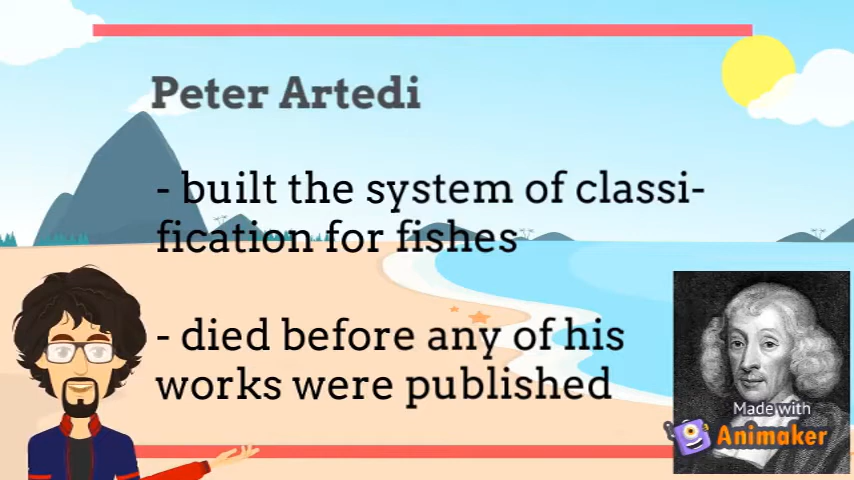 Peter Artedi
- built the system of classi-
fication for fishes
- died before any of his
works were published
Made with
Animaker